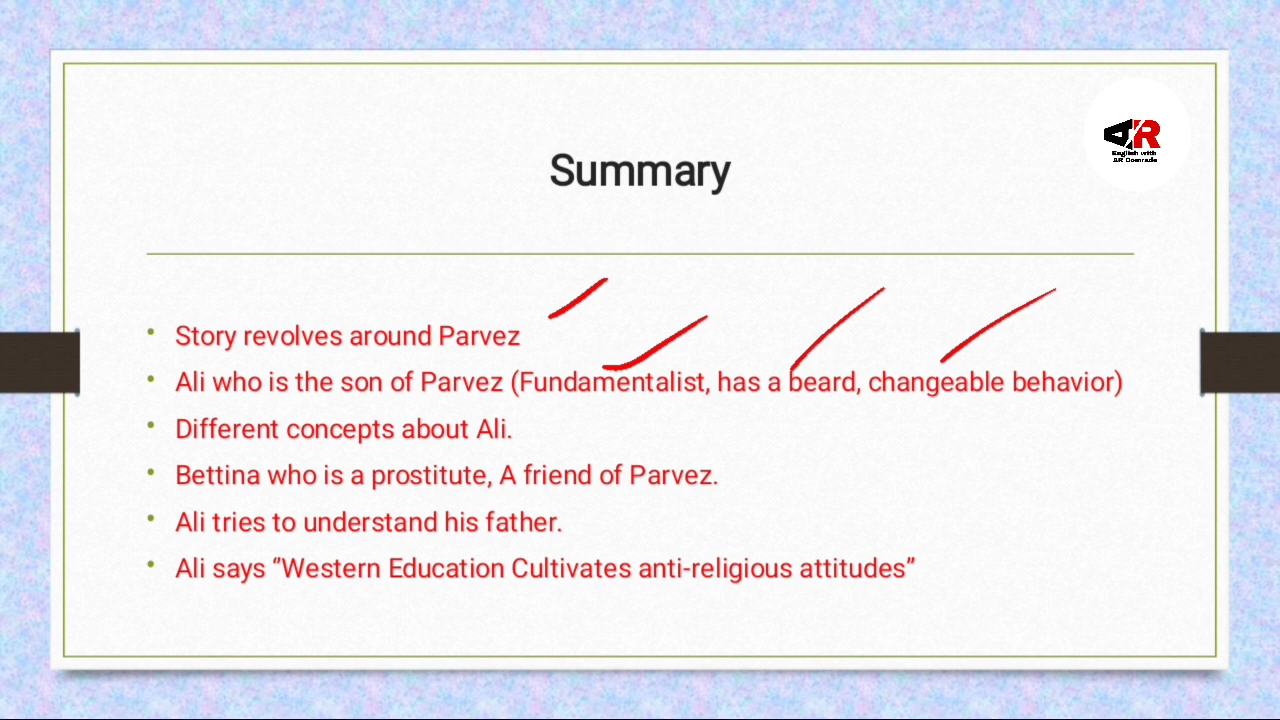 AR
English with
AR Comrade
Summary
• Story revolves around Parvez
• Ali who is the son of Parvez (Fundamentalist, has a beard, changeable behavior)
• Different concepts about Ali.
• Bettina who is a prostitute, A friend of Parvez.
• Ali tries to understand his father.
• Ali says “Western Education Cultivates anti-religious attitudes”